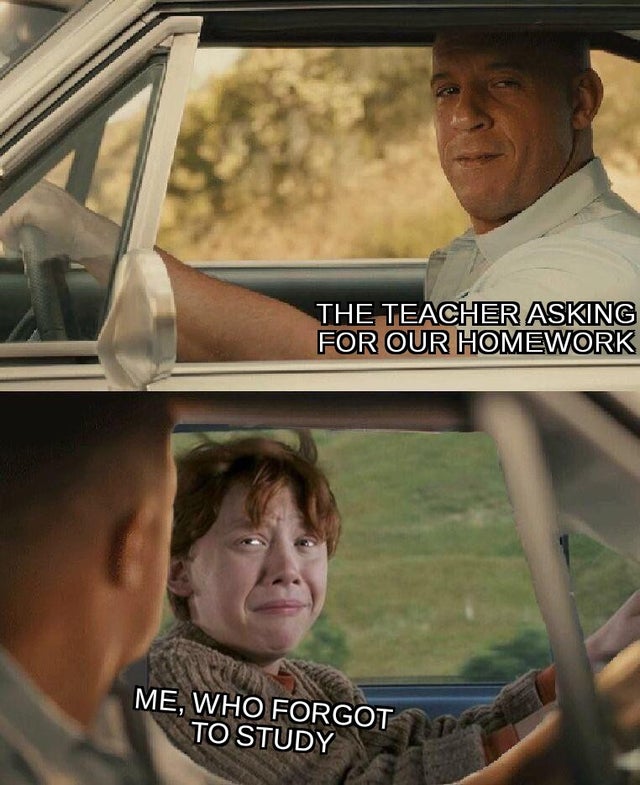 THE TEACHER ASKING
FOR OUR HOMEWORK
ME, WHO FORGOT
TO STUDY